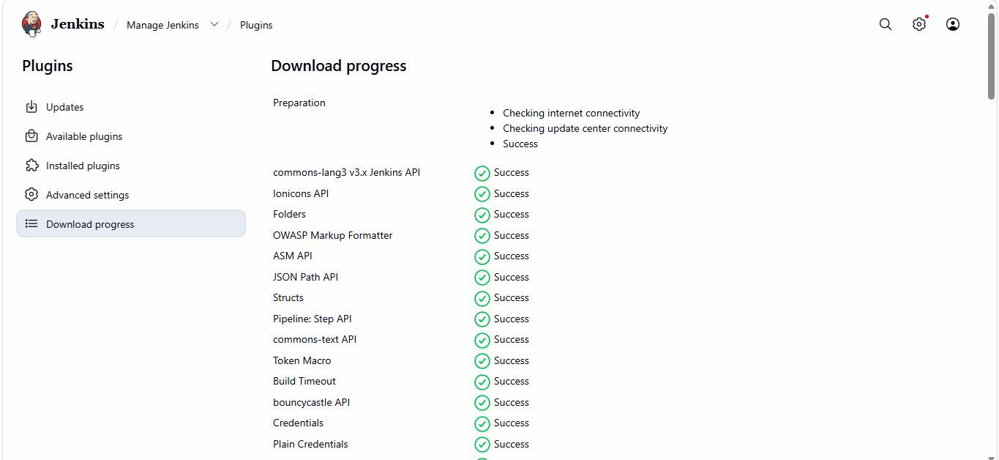 Jenkins / Manage Jenkins / Plugins
Plugins
Updates
Available plugins
Installed plugins
Advanced settings
Download progress
Download progress
Preparation
• Checking internet connectivity
• Checking update center connectivity
• Success
commons-lang3 v3.x Jenkins API Success
Ionicons API Success
Folders Success
OWASP Markup Formatter Success
ASM API Success
JSON Path API Success
Structs Success
Pipeline: Step API Success
commons-text API Success
Token Macro Success
Build Timeout Success
bouncycastle API Success
Credentials Success
Plain Credentials Success